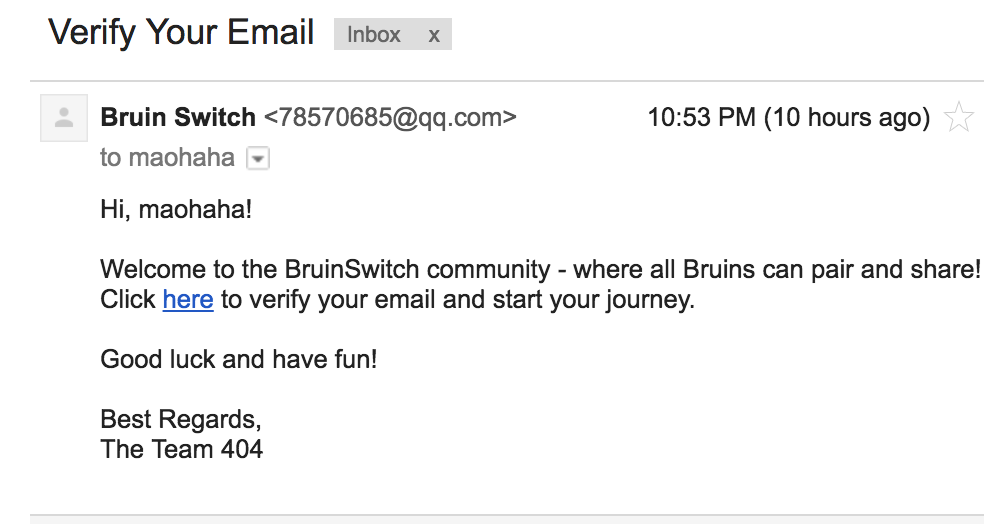 Verify Your Email Inbox x
Bruin Switch <78570685@qq.com> 10:53 PM (10 hours ago)
to maohaha
Hi, maohaha!
Welcome to the BruinSwitch community - where all Bruins can pair and share!
Click here to verify your email and start your journey.
Good luck and have fun!
Best Regards,
The Team 404